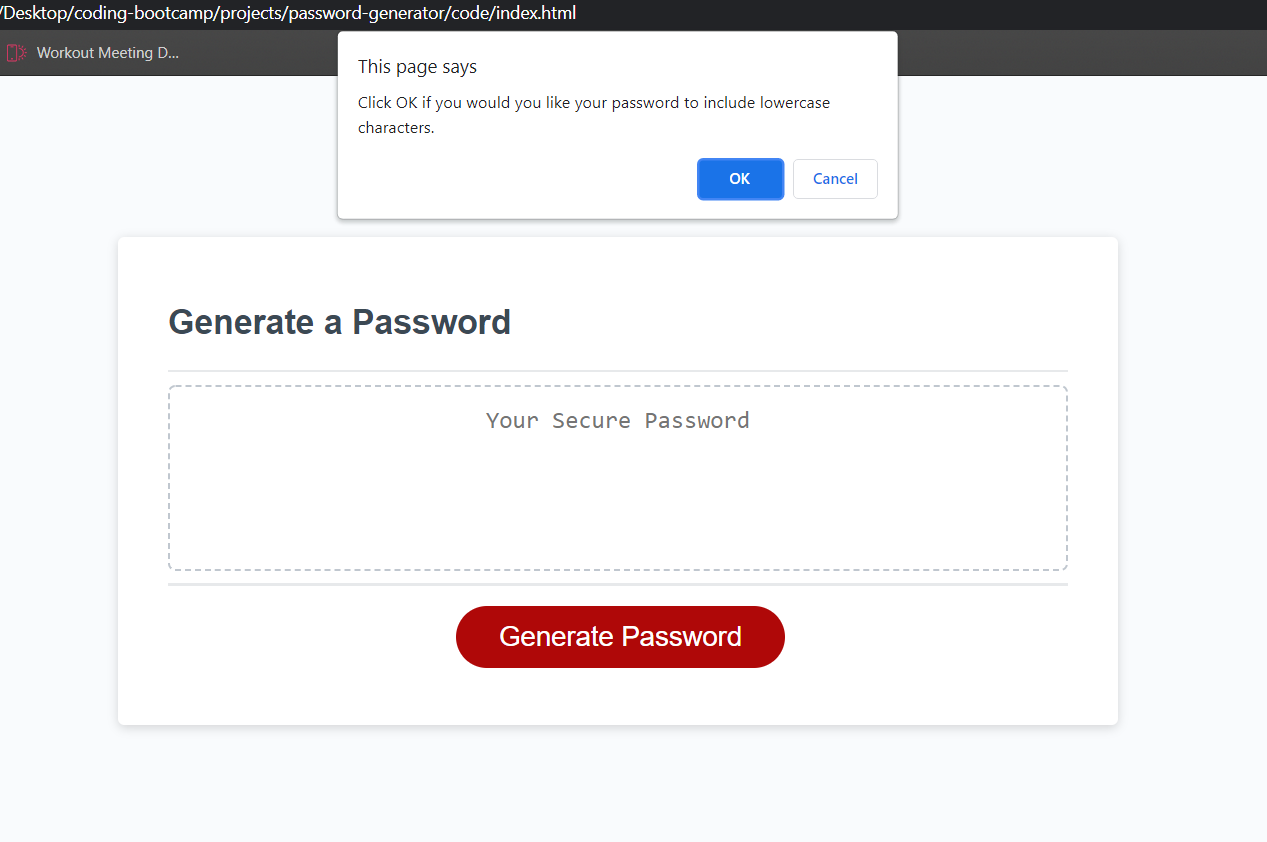 /Desktop/coding-bootcamp/projects/password-generator/code/index.html
Workout Meeting D...
This page says
Click OK if you would you like your password to include lowercase
characters.
OK
Cancel
Generate a Password
Your Secure Password
Generate Password